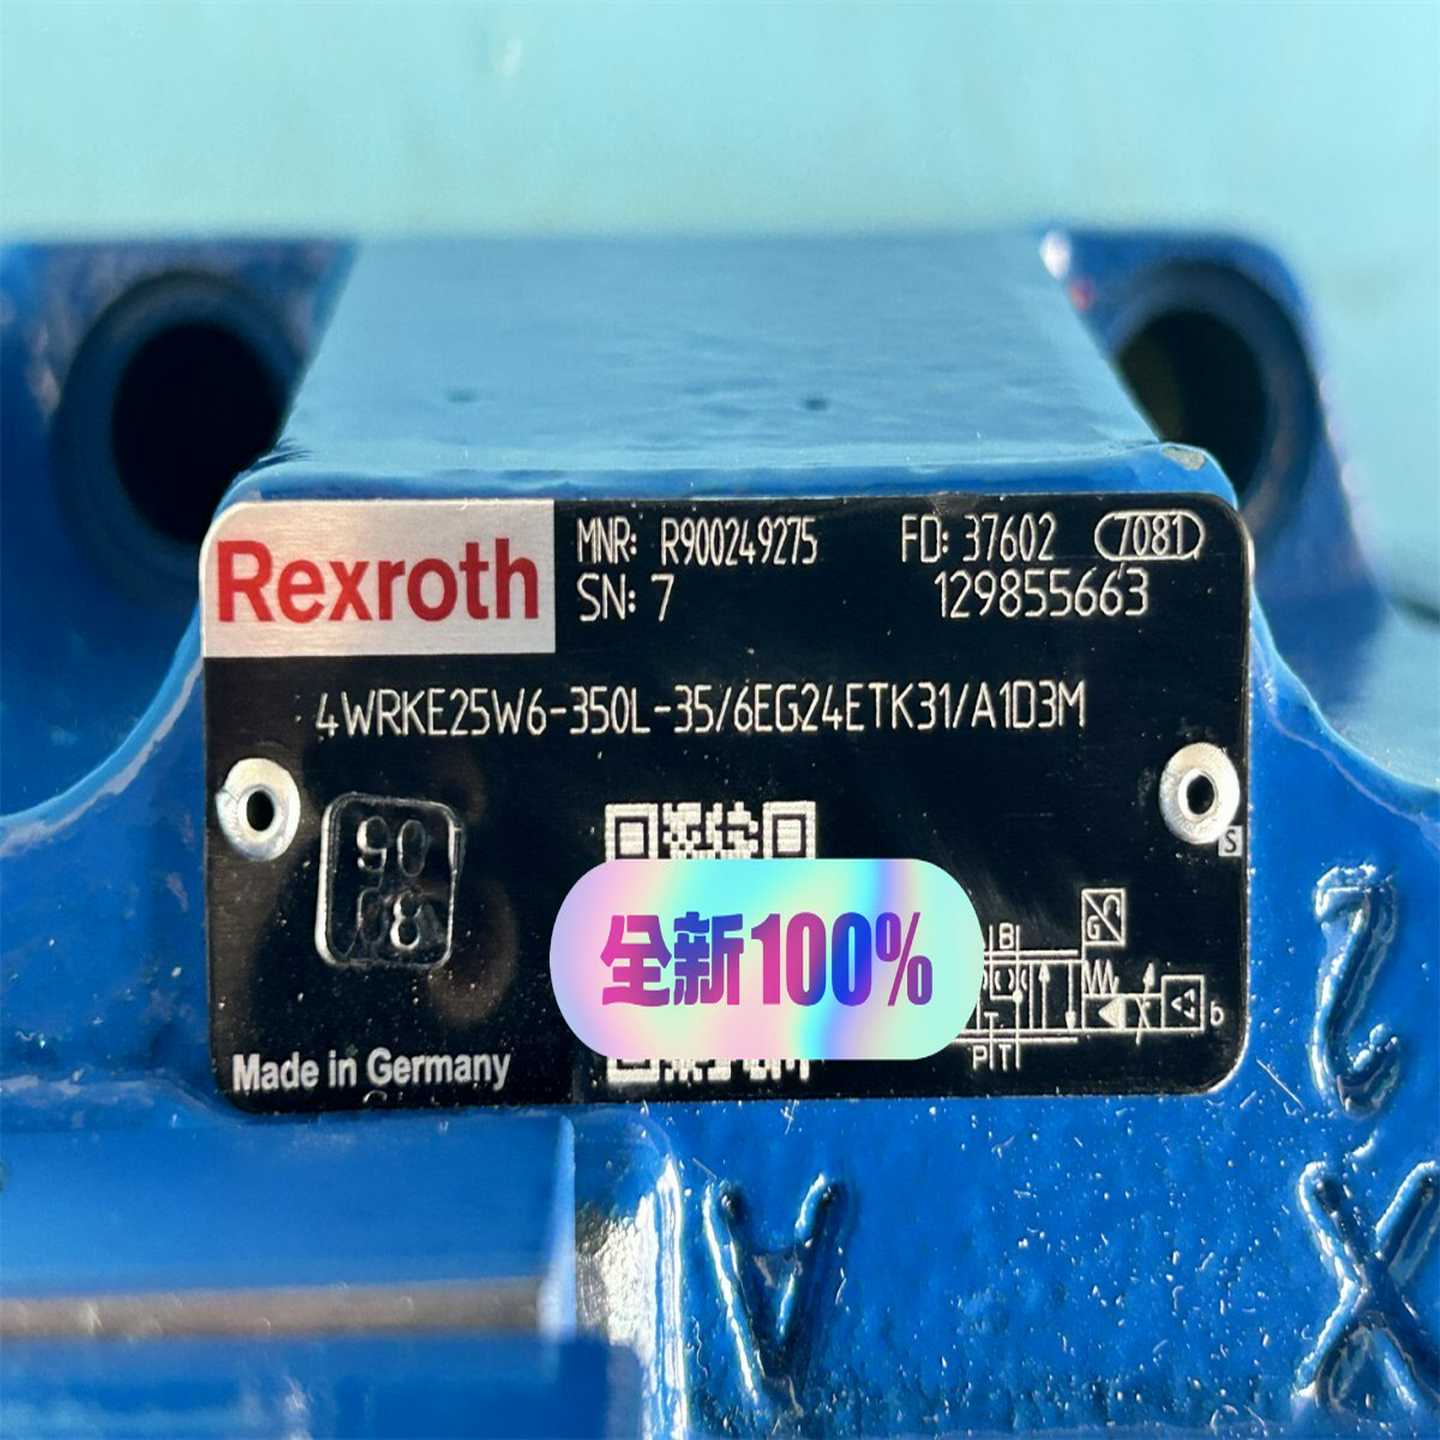 Rexroth
MNR: R900249275 FD: 37602 7081
SN: 7 129855663
4WRKE25W6-350L-35/6EG24ETK31/A1D3M
S
全新100%
G
B
b
P T
Made in Germany
A
X